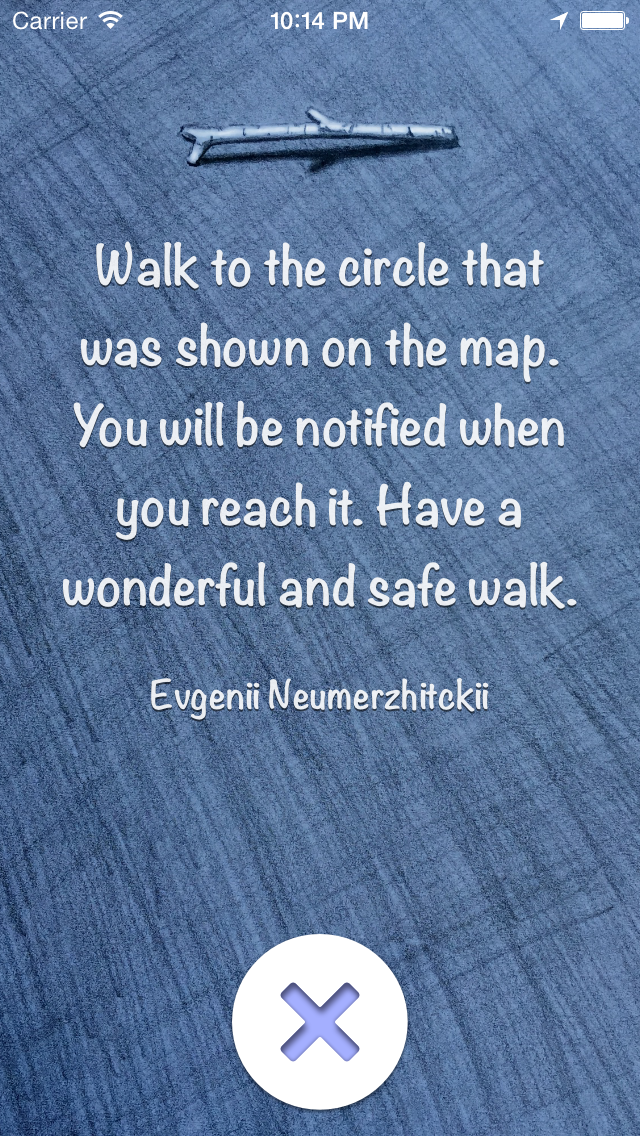 Carrier 10:14 PM
Walk to the circle that
was shown on the map.
You will be notified when
you reach it. Have a
wonderful and safe walk.
Evgenii Neumerzhitckii